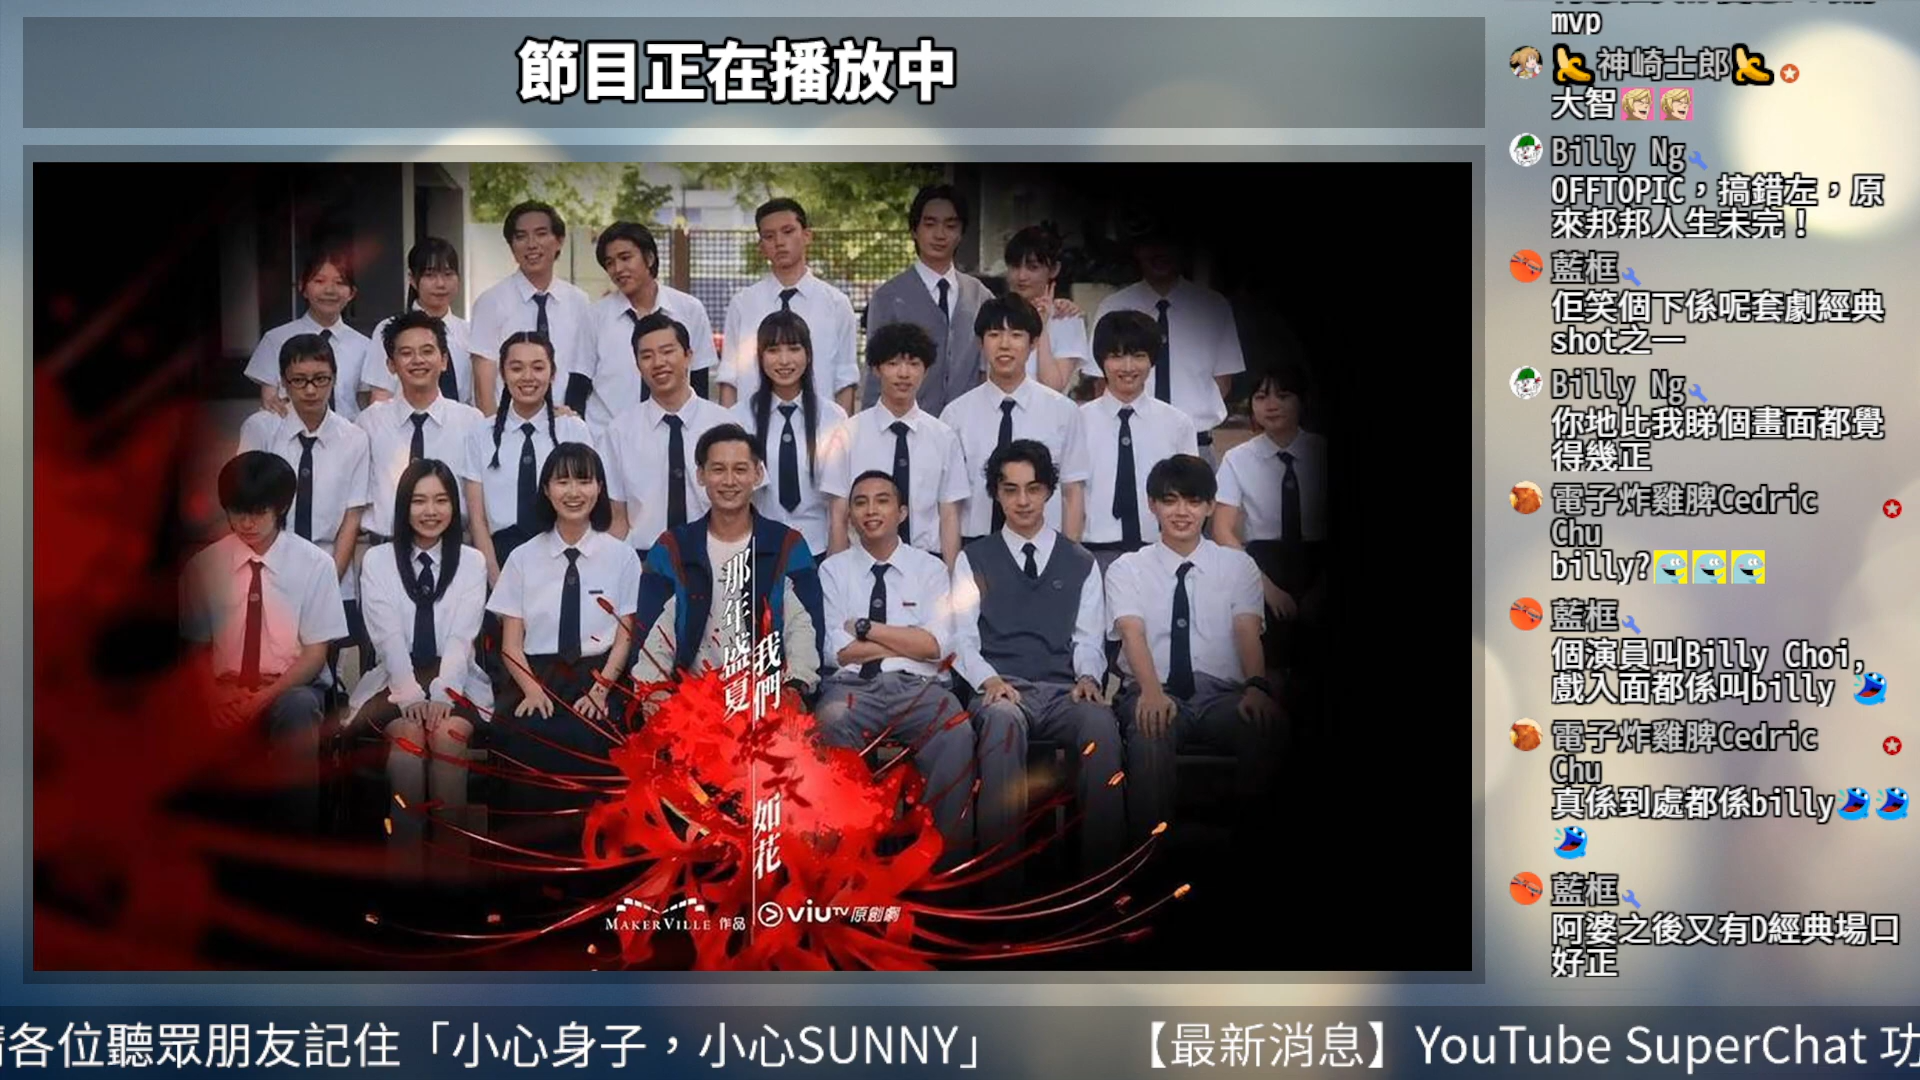 節目正在播放中
那年盛夏
我們綻放如花
MAKERVILLE 作品
VIUTV 原創劇
mvp
神崎士郎
大智
Billy Ng
OFFTOPIC，搞錯左，原
來邦邦人生未完！
藍框
佢笑個下係呢套劇經典
shot之一
Billy Ng
你地比我睇個畫面都覺
得幾正
電子炸雞脾Cedric
Chu
billy?
藍框
個演員叫Billy Choi,
戲入面都係叫billy
電子炸雞脾Cedric
Chu
真係到處都係billy
藍框
阿婆之後又有D經典場口
好正
各位聽眾朋友記住「小心身子，小心SUNNY」 【最新消息】YouTube SuperChat 功